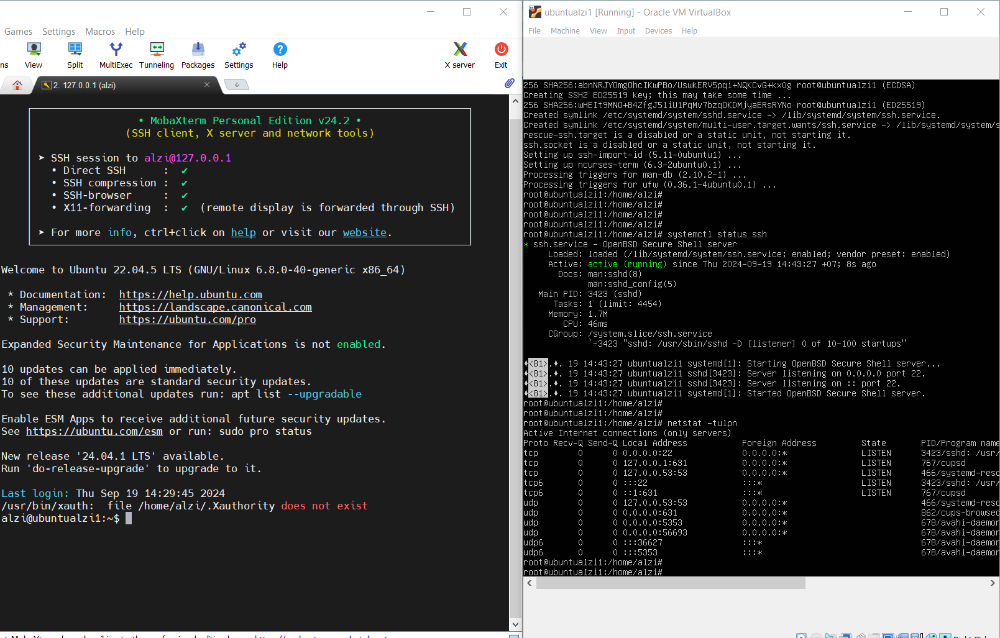 Games Settings Macros Help
ns View Split MultiExec Tunneling Packages Settings Help X server Exit
2. 127.0.0.1 (alzi)
• MobaXterm Personal Edition v24.2 •
(SSH client, X server and network tools)
➤ SSH session to alzi@127.0.0.1
• Direct SSH : ✔
• SSH compression : ✔
• SSH-browser : ✔
• X11-forwarding : ✔ (remote display is forwarded through SSH)
➤ For more info, ctrl+click on help or visit our website.
Welcome to Ubuntu 22.04.5 LTS (GNU/Linux 6.8.0-40-generic x86_64)
* Documentation: https://help.ubuntu.com
* Management: https://landscape.canonical.com
* Support: https://ubuntu.com/pro
Expanded Security Maintenance for Applications is not enabled.
10 updates can be applied immediately.
10 of these updates are standard security updates.
To see these additional updates run: apt list --upgradable
Enable ESM Apps to receive additional future security updates.
See https://ubuntu.com/esm or run: sudo pro status
New release '24.04.1 LTS' available.
Run 'do-release-upgrade' to upgrade to it.
Last login: Thu Sep 19 14:29:45 2024
/usr/bin/xauth: file /home/alzi/.Xauthority does not exist
alzi@ubuntualzi1:~$
ubuntualzi1 [Running] - Oracle VM VirtualBox
File Machine View Input Devices Help
256 SHA256:abnNRJYOmgOhcIKwPBo/UswkERV5pqi+NQKCvG+kxOg root@ubuntualzi1 (ECDSA)
Creating SSH2 ED25519 key; this may take some time ...
256 SHA256:wHEIt9MNO+B42fgJ5liU1PqMv7bzqOKDMjyaERsRYNo root@ubuntualzi1 (ED25519)
Created symlink /etc/systemd/system/sshd.service -> /lib/systemd/system/ssh.service.
Created symlink /etc/systemd/system/multi-user.target.wants/ssh.service -> /lib/systemd/system/s
rescue-ssh.target is a disabled or a static unit, not starting it.
ssh.socket is a disabled or a static unit, not starting it.
Setting up ssh-import-id (5.11-0ubuntu1) ...
Setting up ncurses-term (6.3-2ubuntu0.1) ...
Processing triggers for man-db (2.10.2-1) ...
Processing triggers for ufw (0.36.1-4ubuntu0.1) ...
root@ubuntualzi1:/home/alzi#
root@ubuntualzi1:/home/alzi#
root@ubuntualzi1:/home/alzi#
root@ubuntualzi1:/home/alzi#
root@ubuntualzi1:/home/alzi# systemctl status ssh
* ssh.service - OpenBSD Secure Shell server
Loaded: loaded (/lib/systemd/system/ssh.service; enabled; vendor preset: enabled)
Active: active (running) since Thu 2024-09-19 14:43:27 +07; 8s ago
Docs: man:sshd(8)
man:sshd_config(5)
Main PID: 3423 (sshd)
Tasks: 1 (limit: 4454)
Memory: 1.7M
CPU: 46ms
CGroup: /system.slice/ssh.service
`-3423 "sshd: /usr/sbin/sshd -D [listener] 0 of 10-100 startups"
♦<81>.♦. 19 14:43:27 ubuntualzi1 systemd[1]: Starting OpenBSD Secure Shell server...
♦<81>.♦. 19 14:43:27 ubuntualzi1 sshd[3423]: Server listening on 0.0.0.0 port 22.
♦<81>.♦. 19 14:43:27 ubuntualzi1 sshd[3423]: Server listening on :: port 22.
♦<81>.♦. 19 14:43:27 ubuntualzi1 systemd[1]: Started OpenBSD Secure Shell server.
root@ubuntualzi1:/home/alzi#
root@ubuntualzi1:/home/alzi#
root@ubuntualzi1:/home/alzi# netstat -tulpn
Active Internet connections (only servers)
Proto Recv-Q Send-Q Local Address Foreign Address State PID/Program name
tcp 0 0 0.0.0.0:22 0.0.0.0:* LISTEN 3423/sshd: /usr/
tcp 0 0 127.0.0.1:631 0.0.0.0:* LISTEN 767/cupsd
tcp 0 0 127.0.0.53:53 0.0.0.0:* LISTEN 466/systemd-reso
tcp6 0 0 :::22 :::* LISTEN 3423/sshd: /usr/
tcp6 0 0 ::1:631 :::* LISTEN 767/cupsd
udp 0 0 127.0.0.53:53 0.0.0.0:* 466/systemd-reso
udp 0 0 0.0.0.0:631 0.0.0.0:* 862/cups-browsed
udp 0 0 0.0.0.0:5353 0.0.0.0:* 678/avahi-daemon
udp 0 0 0.0.0.0:56693 0.0.0.0:* 678/avahi-daemon
udp6 0 0 :::36627 :::* 678/avahi-daemon
udp6 0 0 :::5353 :::* 678/avahi-daemon
root@ubuntualzi1:/home/alzi#
root@ubuntualzi1:/home/alzi#